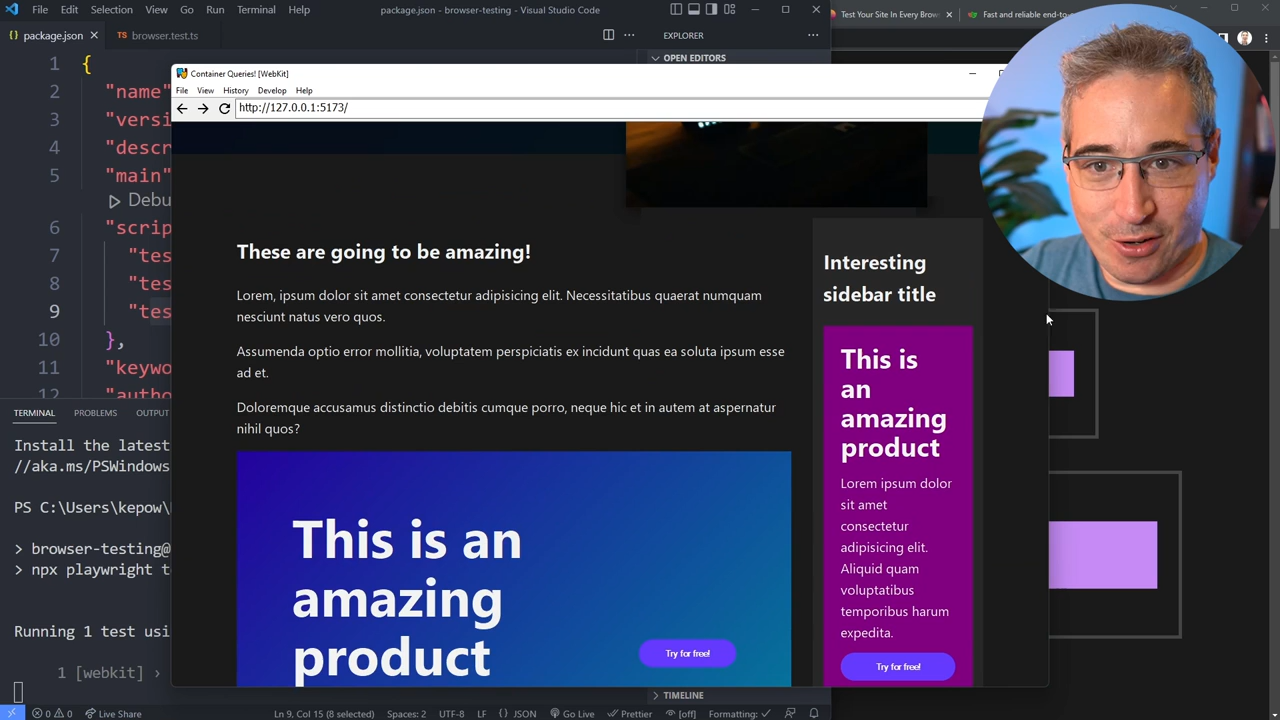 File Edit Selection View Go Run Terminal Help
package.json - browser-testing - Visual Studio Code
Test Your Site In Every Brow
Fast and reliable end-to-e
{} package.json
TS browser.test.ts
EXPLORER
OPEN EDITORS
1 {
2 "name"
3 "versi
4 "descr
5 "main"
Debu
6 "scrip
7 "tes
8 "tes
9 "tes
10 },
11 "keywo
12 "autho
Container Queries! [WebKit]
File View History Develop Help
http://127.0.0.1:5173/
These are going to be amazing!
Lorem, ipsum dolor sit amet consectetur adipisicing elit. Necessitatibus quaerat numquam
nesciunt natus vero quos.
Assumenda optio error mollitia, voluptatem perspiciatis ex incidunt quas ea soluta ipsum esse
ad et.
Doloremque accusamus distinctio debitis cumque porro, neque hic et in autem at aspernatur
nihil quos?
This is an
amazing
product
Try for free!
Interesting
sidebar title
This is
an
amazing
product
Lorem ipsum dolor
sit amet
consectetur
adipisicing elit.
Aliquid quam
voluptatibus
temporibus harum
expedita.
Try for free!
TERMINAL PROBLEMS OUTPUT
Install the latest
//aka.ms/PSWindows
PS C:\Users\kepow\
> browser-testing@
> npx playwright t
Running 1 test usi
1 [webkit] ›
TIMELINE
0 0 Live Share
Ln 9, Col 15 (8 selected) Spaces: 2 UTF-8 LF {} JSON Go Live Prettier [off] Formatting: ✓